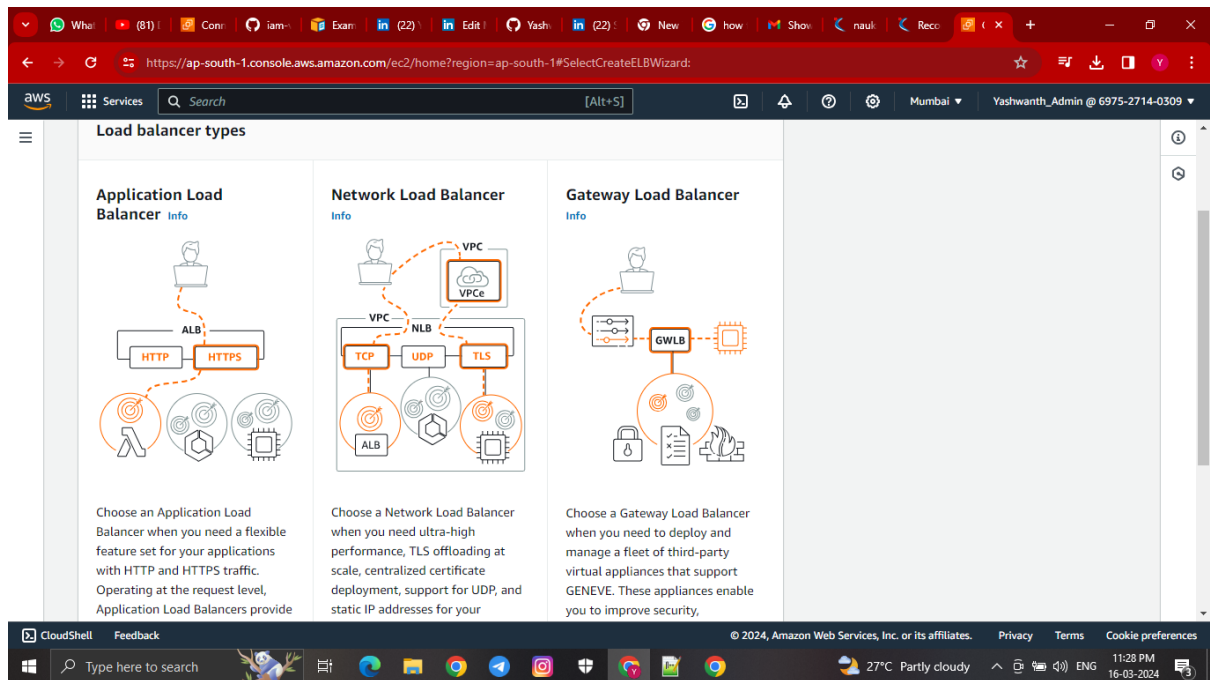 What
(81)
Conn
iam-
Exam
in (22)
in Edit
Yash
in (22)
New
how
Show
nauk
Reco
https://ap-south-1.console.aws.amazon.com/ec2/home?region=ap-south-1#SelectCreateELBWizard:
Y
aws
Services
Search
[Alt+S]
Mumbai ▼
Yashwanth_Admin @ 6975-2714-0309 ▼
Load balancer types
Application Load
Balancer Info
ALB
HTTP
HTTPS
Choose an Application Load
Balancer when you need a flexible
feature set for your applications
with HTTP and HTTPS traffic.
Operating at the request level,
Application Load Balancers provide
Network Load Balancer
Info
VPC
VPCe
VPC
NLB
TCP
UDP
TLS
ALB
Choose a Network Load Balancer
when you need ultra-high
performance, TLS offloading at
scale, centralized certificate
deployment, support for UDP, and
static IP addresses for your
Gateway Load Balancer
Info
GWLB
Choose a Gateway Load Balancer
when you need to deploy and
manage a fleet of third-party
virtual appliances that support
GENEVE. These appliances enable
you to improve security,
CloudShell
Feedback
© 2024, Amazon Web Services, Inc. or its affiliates.
Privacy
Terms
Cookie preferences
Type here to search
27°C Partly cloudy
ENG
11:28 PM
16-03-2024
3